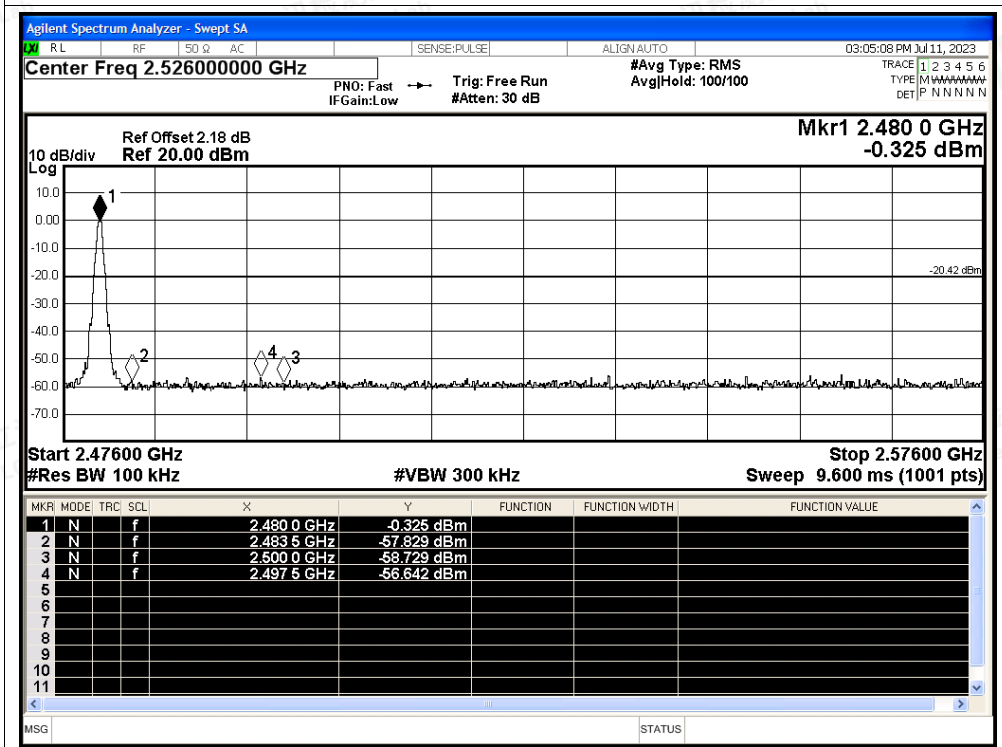 Agilent Spectrum Analyzer - Swept SA
LXI RL RF 50 Ω AC SENSE:PULSE ALIGN AUTO 03:05:08 PM Jul 11, 2023
Center Freq 2.526000000 GHz
PNO: Fast
IFGain:Low
Trig: Free Run
#Atten: 30 dB
#Avg Type: RMS
Avg|Hold: 100/100
TRACE 1 2 3 4 5 6
TYPE M WWWWW
DET P N N N N N
Mkr1 2.480 0 GHz
-0.325 dBm
Ref Offset 2.18 dB
10 dB/div Ref 20.00 dBm
Log
10.0
0.00
-10.0
-20.0
-30.0
-40.0
-50.0
-60.0
-70.0
1
2
4
3
-20.42 dBm
Start 2.47600 GHz Stop 2.57600 GHz
#Res BW 100 kHz #VBW 300 kHz Sweep 9.600 ms (1001 pts)
MKR MODE TRC SCL X Y FUNCTION FUNCTION WIDTH FUNCTION VALUE
1 N f 2.480 0 GHz -0.325 dBm
2 N f 2.483 5 GHz -57.829 dBm
3 N f 2.500 0 GHz -58.729 dBm
4 N f 2.497 5 GHz -56.642 dBm
5
6
7
8
9
10
11
MSG STATUS